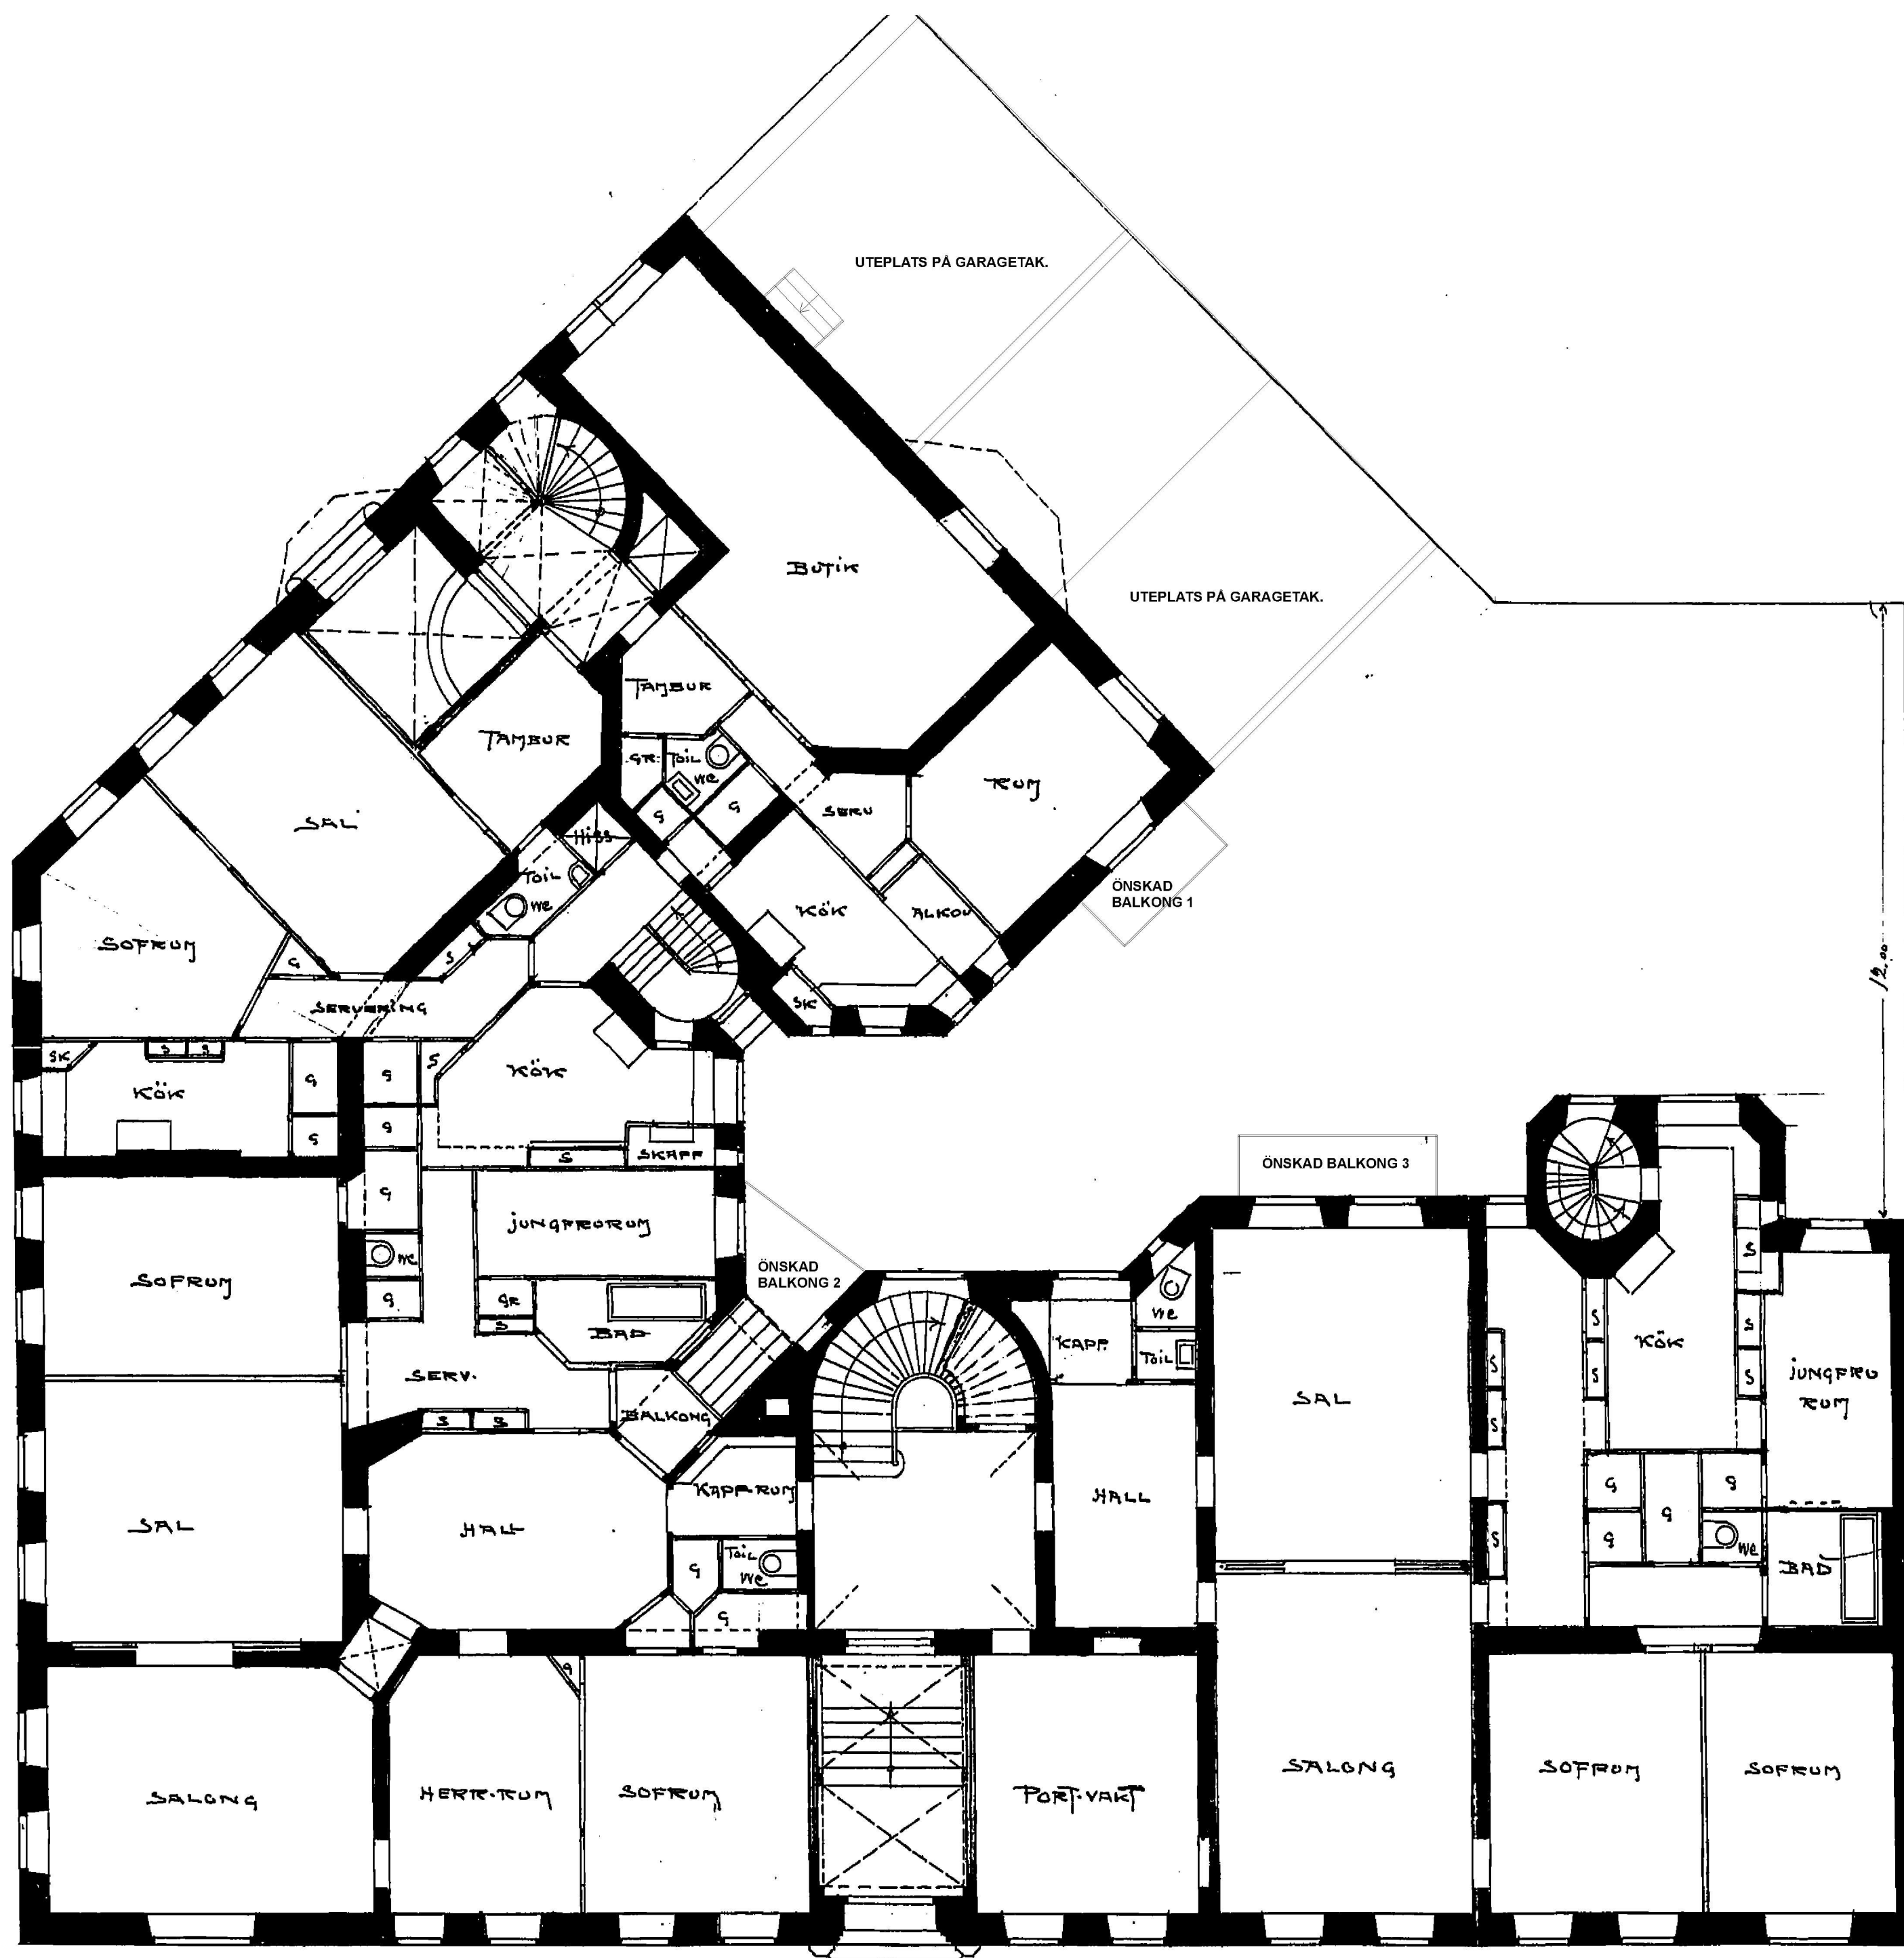 UTEPLATS PÅ GARAGETAK.
BUTIK
UTEPLATS PÅ GARAGETAK.
TAMBUR
TAMBUR
GR.
TOIL
WC
G
G
SERV
RUM
SAL
HISS
TOIL
WC
KÖK
ALKOV
ÖNSKAD
BALKONG 1
SOFRUM
G
S
SERVERING
SK
12.00
SK
S
S
KÖK
G
G
G
S
KÖK
G
S
SKAPP
ÖNSKAD BALKONG 3
G
JUNGFRURUM
WC
G
SOFRUM
GR
S
BAD
ÖNSKAD
BALKONG 2
SERV.
S
S
BALKONG
KAPP.
WC
TOIL
SAL
S
S
S
S
S
KÖK
S
S
S
JUNGFRU
RUM
SAL
HALL
KAPP-RUM
G
TOIL
WC
G
HALL
G
G
G
G
WC
BAD
SALONG
HERR-RUM
G
SOFRUM
PORT-VAKT
SALONG
SOFRUM
SOFRUM